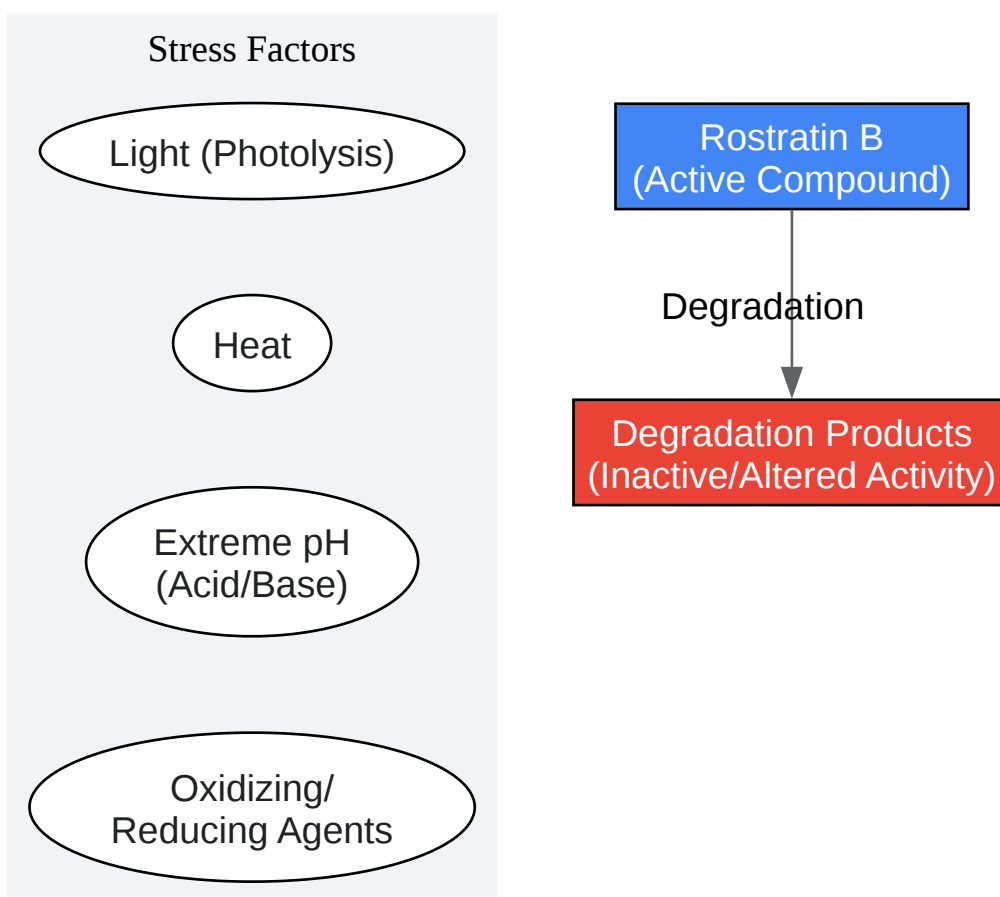 Stress Factors
Light (Photolysis)
Heat
Extreme pH
(Acid/Base)
Oxidizing/
Reducing Agents
Rostratin B
(Active Compound)
Degradation
Degradation Products
(Inactive/Altered Activity)